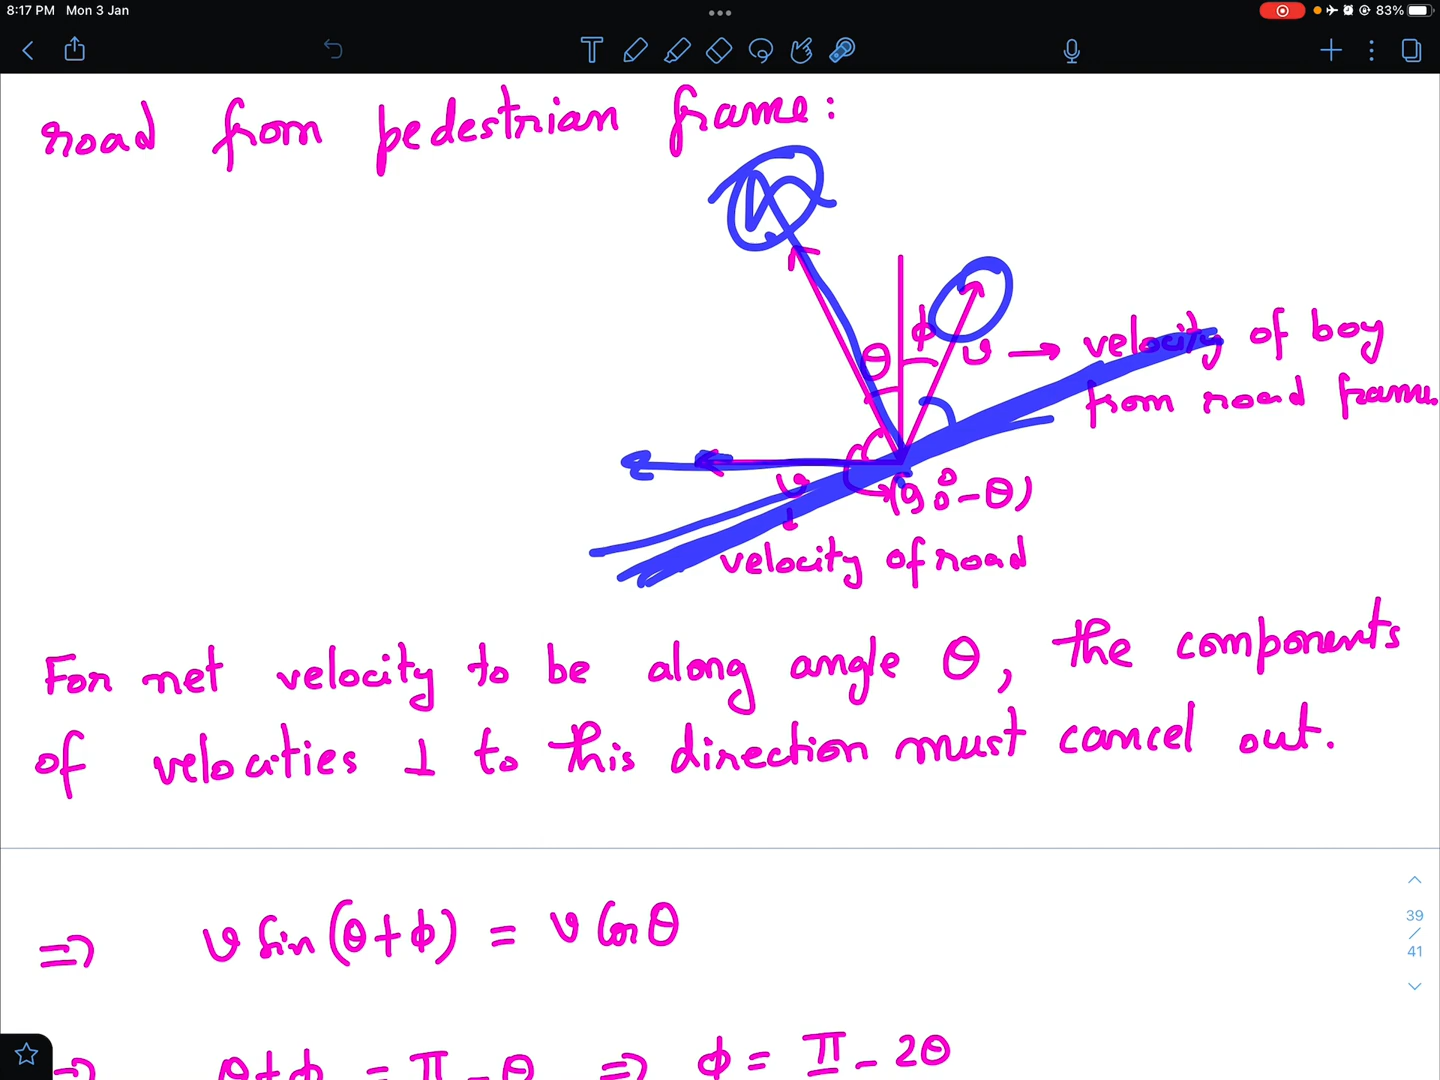 8:17 PM Mon 3 Jan
83%
road from pedestrian frame:
θ
ϕ
v → velocity of boy
from road frame.
v
(90°-θ)
velocity of road
For net velocity to be along angle θ, the components
of velocities ⊥ to this direction must cancel out.
39
/
41
=> v sin(θ+ϕ) = v cos θ
=> θ+ϕ = π - θ => ϕ = π - 2θ